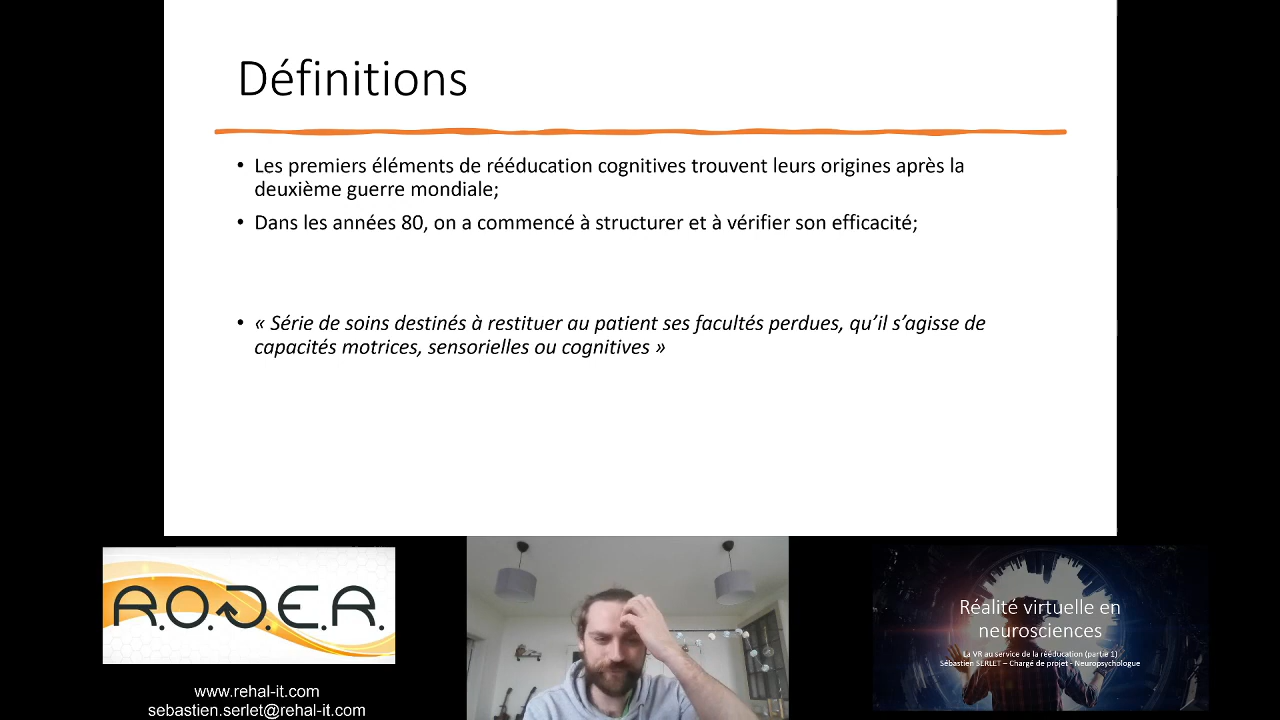 Définitions
• Les premiers éléments de rééducation cognitives trouvent leurs origines après la
deuxième guerre mondiale;
• Dans les années 80, on a commencé à structurer et à vérifier son efficacité;
• « Série de soins destinés à restituer au patient ses facultés perdues, qu’il s’agisse de
capacités motrices, sensorielles ou cognitives »
R.O.D.E.R.
www.rehal-it.com
sebastien.serlet@rehal-it.com
Réalité virtuelle en
neurosciences
La VR au service de la rééducation (partie 1)
Sébastien SERLET – Chargé de projet - Neuropsychologue